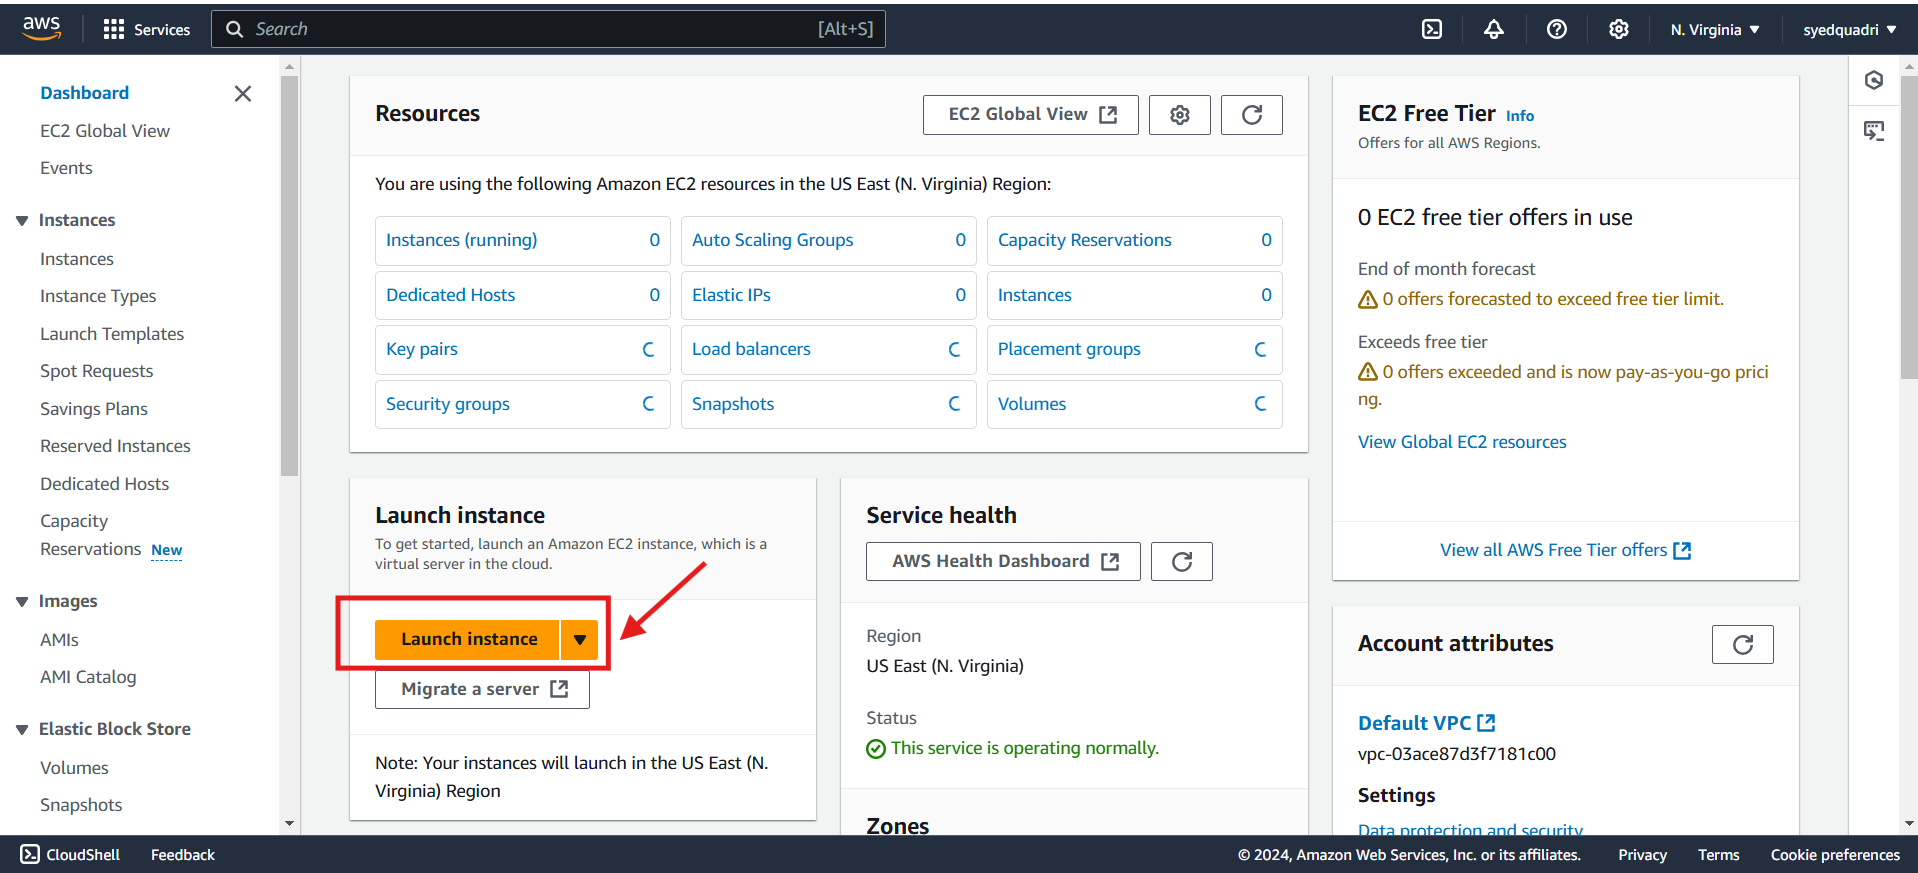 aws
Services
Search
[Alt+S]
N. Virginia
syedquadri
Dashboard
EC2 Global View
Events
Instances
Instances
Instance Types
Launch Templates
Spot Requests
Savings Plans
Reserved Instances
Dedicated Hosts
Capacity
Reservations New
Images
AMIs
AMI Catalog
Elastic Block Store
Volumes
Snapshots
Resources
EC2 Global View
You are using the following Amazon EC2 resources in the US East (N. Virginia) Region:
Instances (running) 0
Auto Scaling Groups 0
Capacity Reservations 0
Dedicated Hosts 0
Elastic IPs 0
Instances 0
Key pairs
Load balancers
Placement groups
Security groups
Snapshots
Volumes
Launch instance
To get started, launch an Amazon EC2 instance, which is a
virtual server in the cloud.
Launch instance
Migrate a server
Note: Your instances will launch in the US East (N.
Virginia) Region
Service health
AWS Health Dashboard
Region
US East (N. Virginia)
Status
This service is operating normally.
Zones
EC2 Free Tier Info
Offers for all AWS Regions.
0 EC2 free tier offers in use
End of month forecast
0 offers forecasted to exceed free tier limit.
Exceeds free tier
0 offers exceeded and is now pay-as-you-go prici
ng.
View Global EC2 resources
View all AWS Free Tier offers
Account attributes
Default VPC
vpc-03ace87d3f7181c00
Settings
Data protection and security
CloudShell
Feedback
© 2024, Amazon Web Services, Inc. or its affiliates.
Privacy
Terms
Cookie preferences